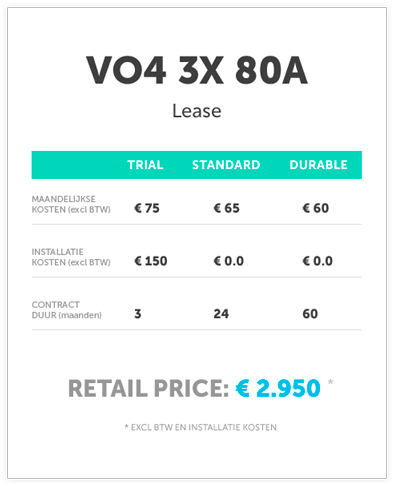 VO4 3X 80A
Lease
TRIAL STANDARD DURABLE
MAANDELIJKSE
KOSTEN (excl BTW) € 75 € 65 € 60
INSTALLATIE
KOSTEN (excl BTW) € 150 € 0.0 € 0.0
CONTRACT
DUUR (maanden) 3 24 60
RETAIL PRICE: € 2.950 *
* EXCL BTW EN INSTALLATIE KOSTEN